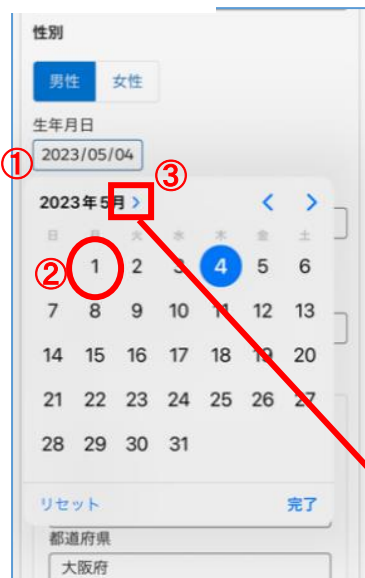 性別
男性 女性
生年月日
① 2023/05/04
③
2023年5月 > < >
日 月 火 水 木 金 土
② 1 2 3 4 5 6
7 8 9 10 11 12 13
14 15 16 17 18 19 20
21 22 23 24 25 26 27
28 29 30 31
リセット 完了
都道府県
大阪府